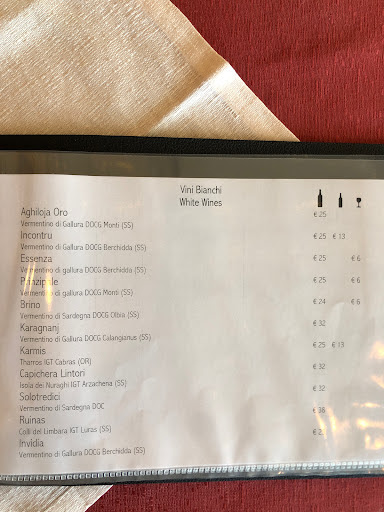 Vini Bianchi
White Wines
Aghiloja Oro € 25
Vermentino di Gallura DOCG Monti (SS)
Incontru € 25 € 13
Vermentino di Gallura DOCG Berchidda (SS)
Essenza € 25 € 6
Vermentino di Gallura DOCG Berchidda (SS)
€ 25 € 6
Vermentino di Gallura DOCG Monti (SS)
Brino € 24 € 6
Vermentino di Sardegna DOCG Olbia (SS)
Karagnanj € 32
Vermentino di Gallura DOCG Calangianus (SS)
Karmis € 25 € 13
Tharros IGT Cabras (OR)
Capichera Lintori € 32
Isola dei Nuraghi IGT Arzachena (SS)
Solotredici € 32
Vermentino di Sardegna DOC
Ruinas € 38
Colli del Limbara IGT Luras (SS)
Invidia
Vermentino di Gallura DOCG Berchidda (SS)